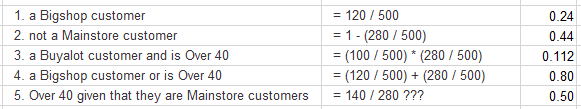 1. a Bigshop customer = 120 / 500 0.24
2. not a Mainstore customer = 1 - (280 / 500) 0.44
3. a Buyalot customer and is Over 40 = (100 / 500) * (280 / 500) 0.112
4. a Bigshop customer or is Over 40 = (120 / 500) + (280 / 500) 0.80
5. Over 40 given that they are Mainstore customers = 140 / 280 ??? 0.50